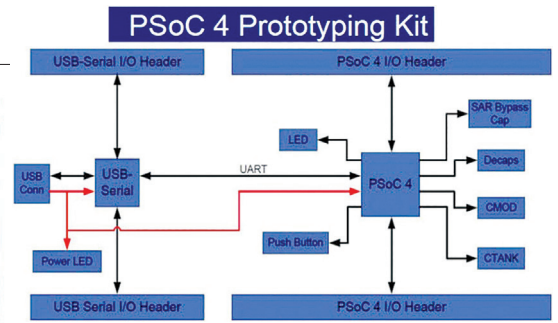 PSoC 4 Prototyping Kit
USB-Serial I/O Header
PSoC 4 I/O Header
SAR Bypass
Cap
LED
UART
Decaps
USB
Conn
USB-
Serial
PSoC 4
CMOD
Push Button
Power LED
CTANK
USB Serial I/O Header
PSoC 4 I/O Header